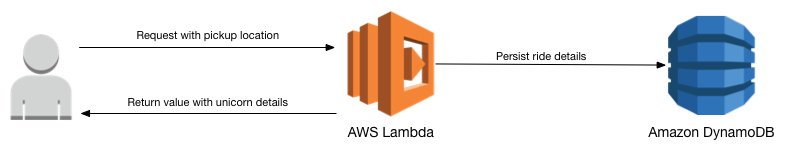 Request with pickup location
Persist ride details
Return value with unicorn details
AWS Lambda
Amazon DynamoDB